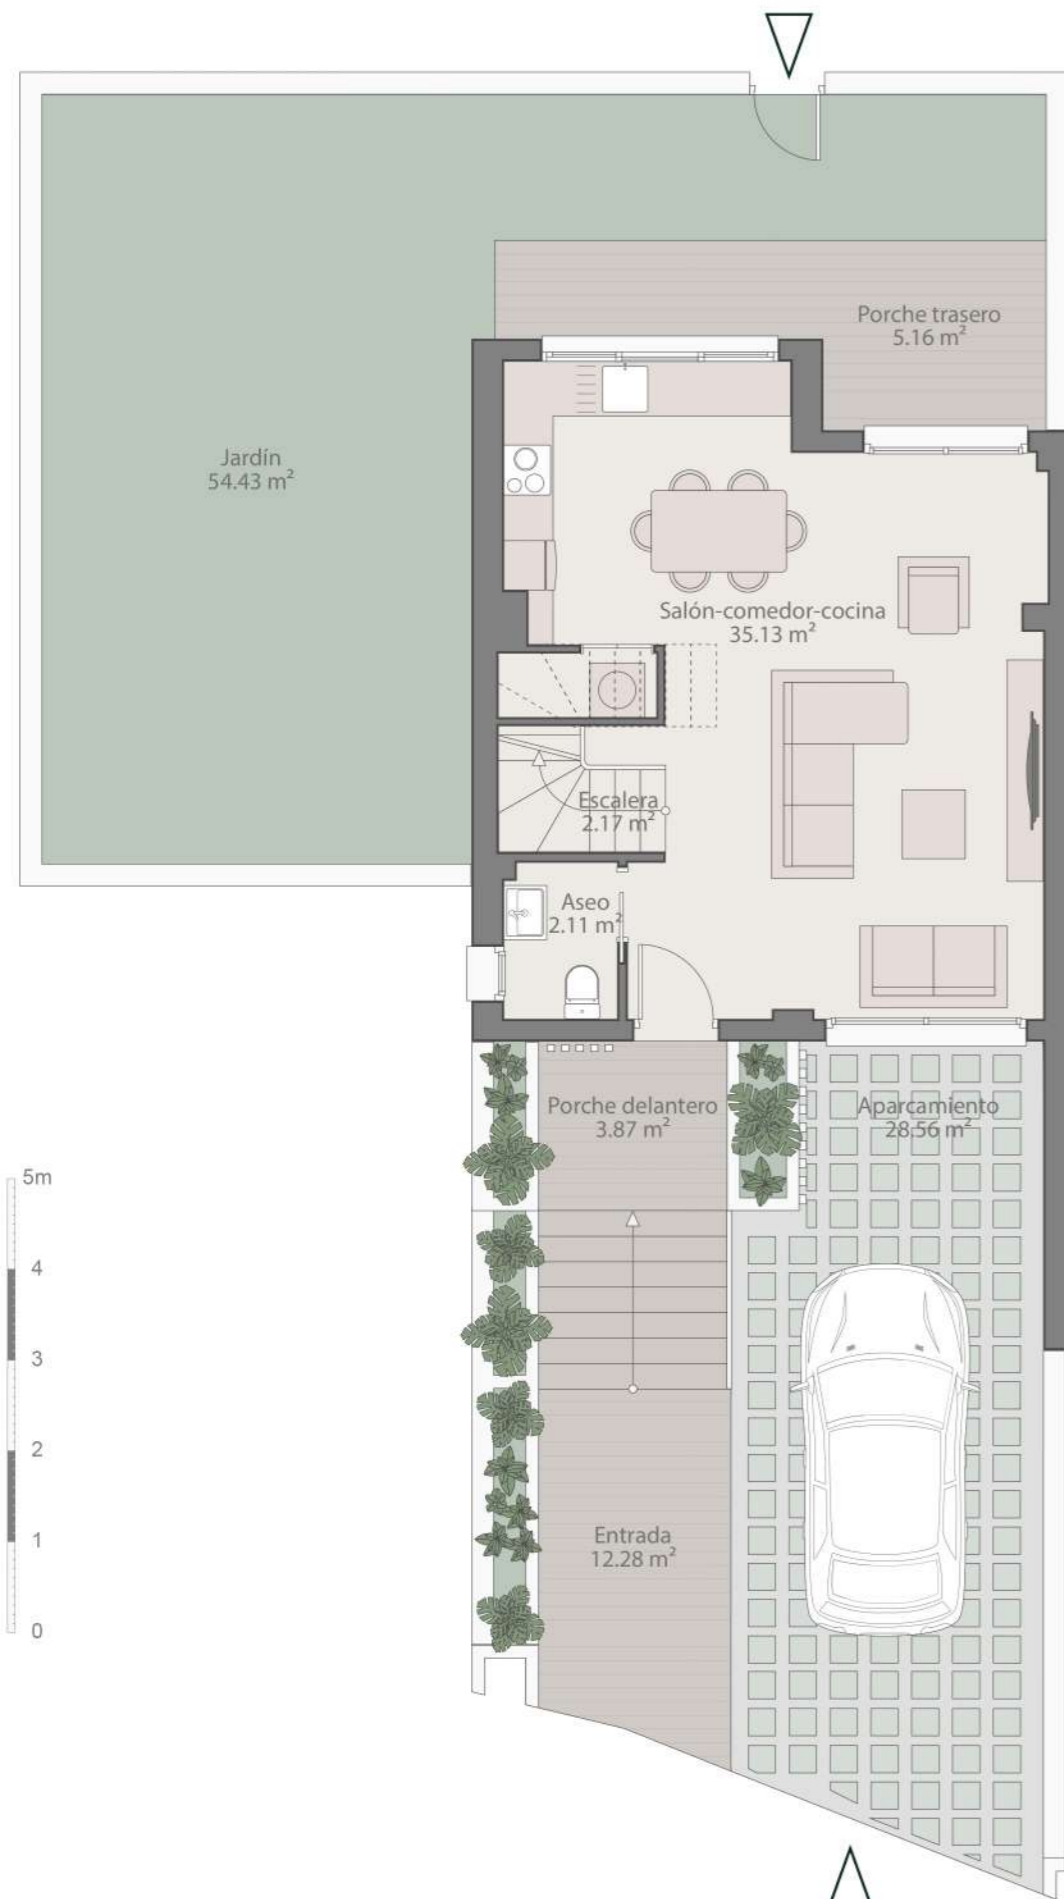 Porche trasero
5.16 m²
Jardín
54.43 m²
Salón-comedor-cocina
35.13 m²
Escalera
2.17 m²
Aseo
2.11 m²
Porche delantero
3.87 m²
Aparcamiento
28.56 m²
5m
4
3
2
1
0
Entrada
12.28 m²